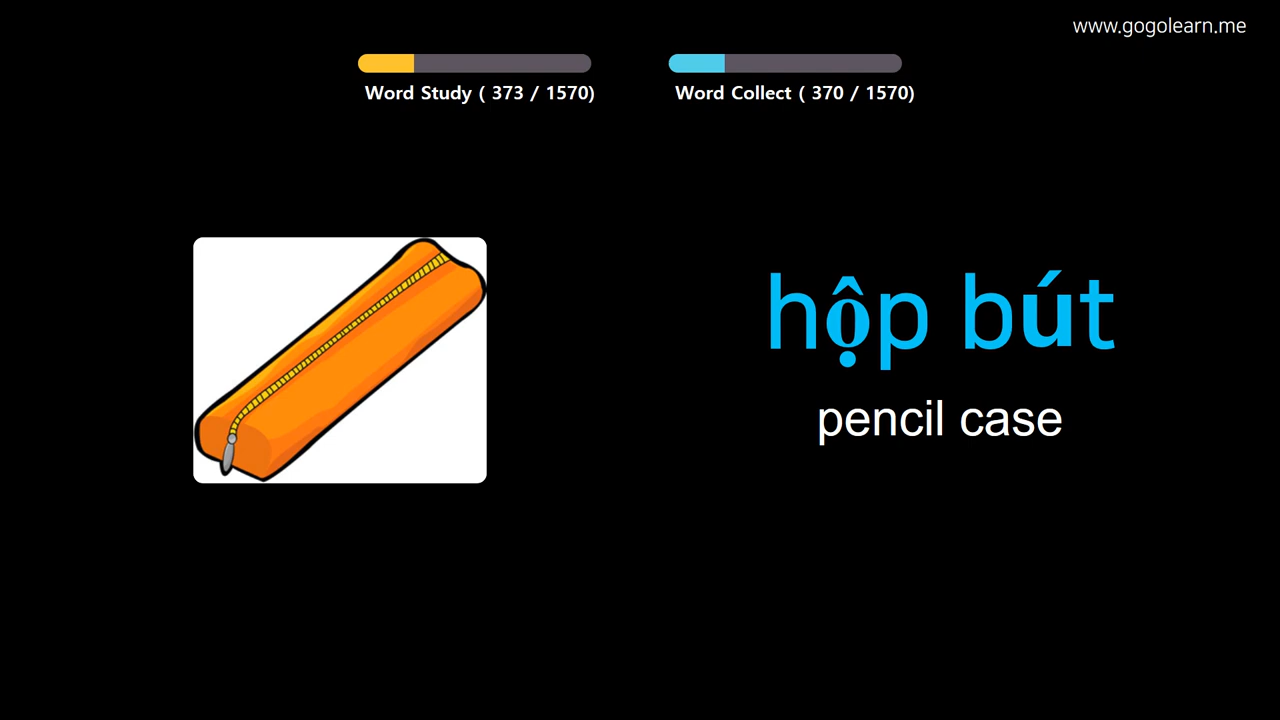 www.gogolearn.me
Word Study ( 373 / 1570)
Word Collect ( 370 / 1570)
hộp bút
pencil case